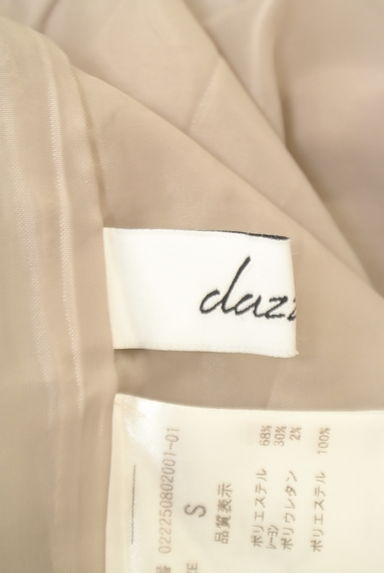 daz
022250802001-01
S
品質表示
ポリエステル 68%
レーヨン 30%
ポリウレタン 2%
ポリエステル 100%